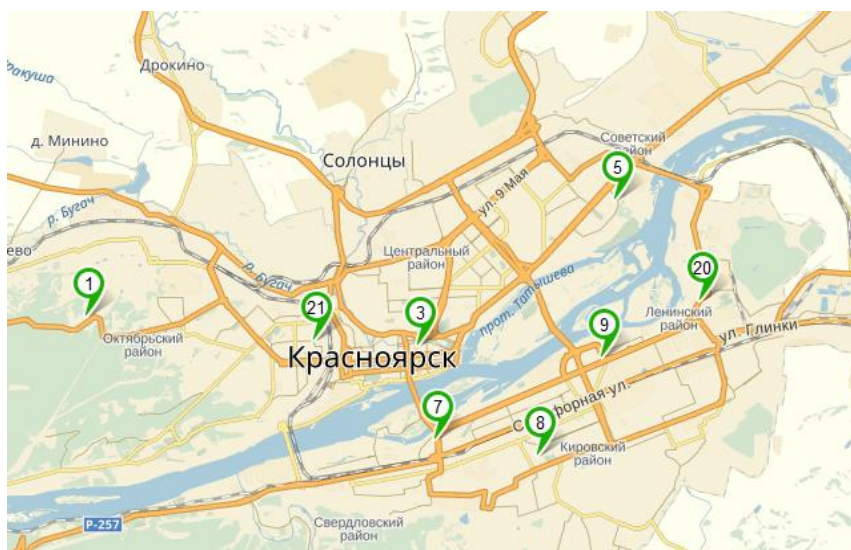 Дрокино
д. Минино
Солонцы
Советский
район
5
ул. 9 Мая
р. Бугач
Центральный
район
р. Бугач
1
21
3
прот. Татышева
20
Ленинский
район
Октябрьский
район
Красноярск
9
ул. Глинки
7
8
Кировский
район
Р-257
Свердловский
район